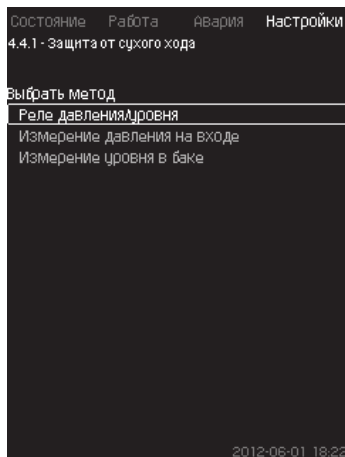 Состояние Работа Авария Настройки
4.4.1 - Защита от сухого хода
Выбрать метод
Реле давления/уровня
Измерение давления на входе
Измерение уровня в баке
2012-06-01 18:22